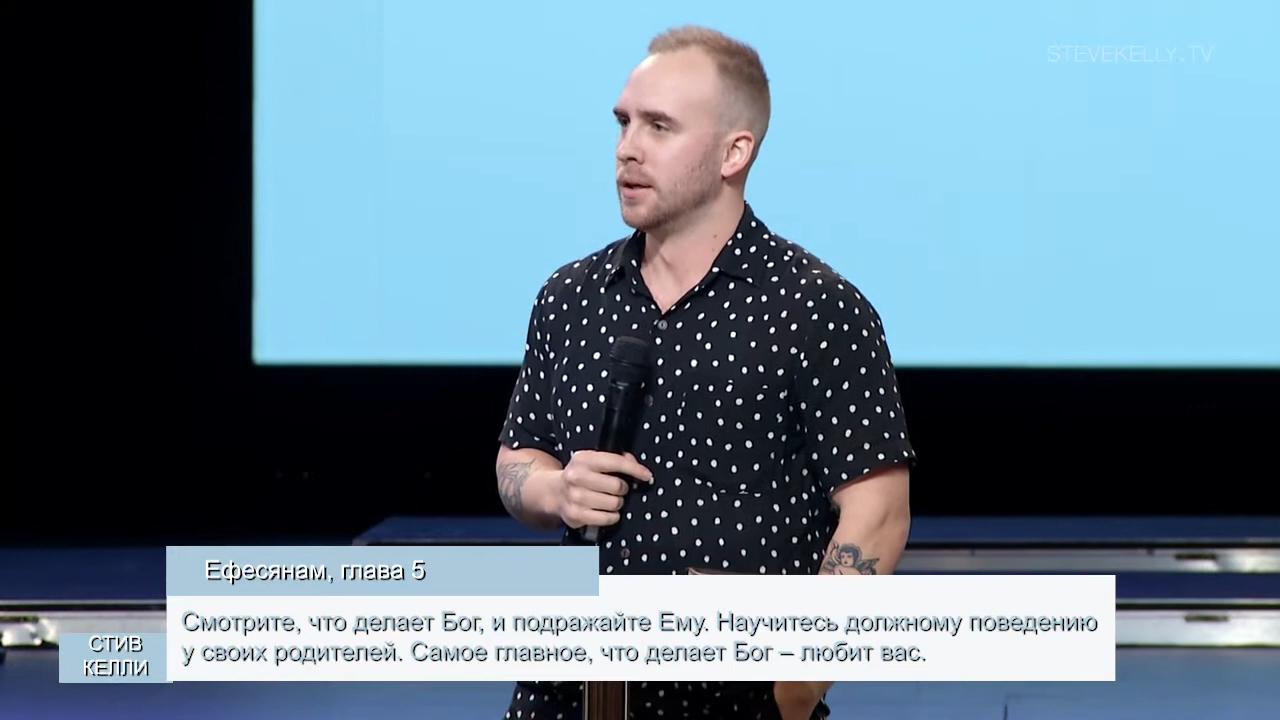 STEVEKELLY.TV
Ефесянам, глава 5
Смотрите, что делает Бог, и подражайте Ему. Научитесь должному поведению
у своих родителей. Самое главное, что делает Бог – любит вас.
СТИВ
КЕЛЛИ